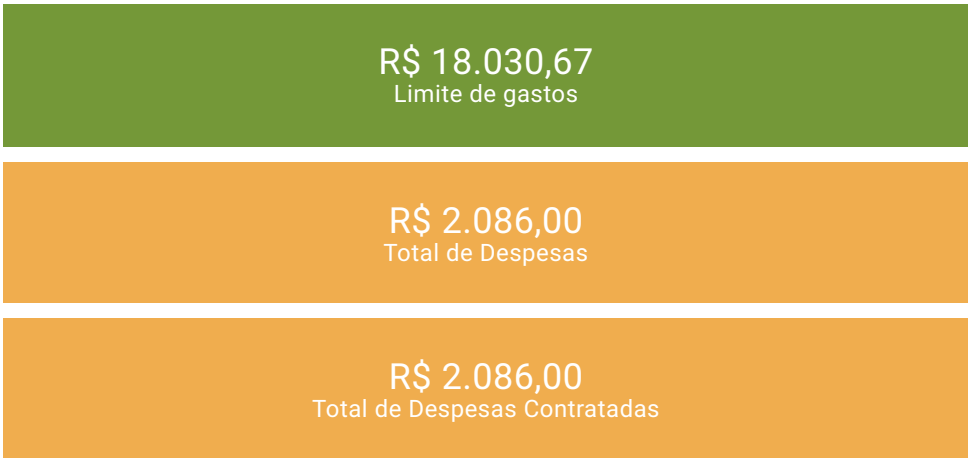 R$ 18.030,67
Limite de gastos
R$ 2.086,00
Total de Despesas
R$ 2.086,00
Total de Despesas Contratadas